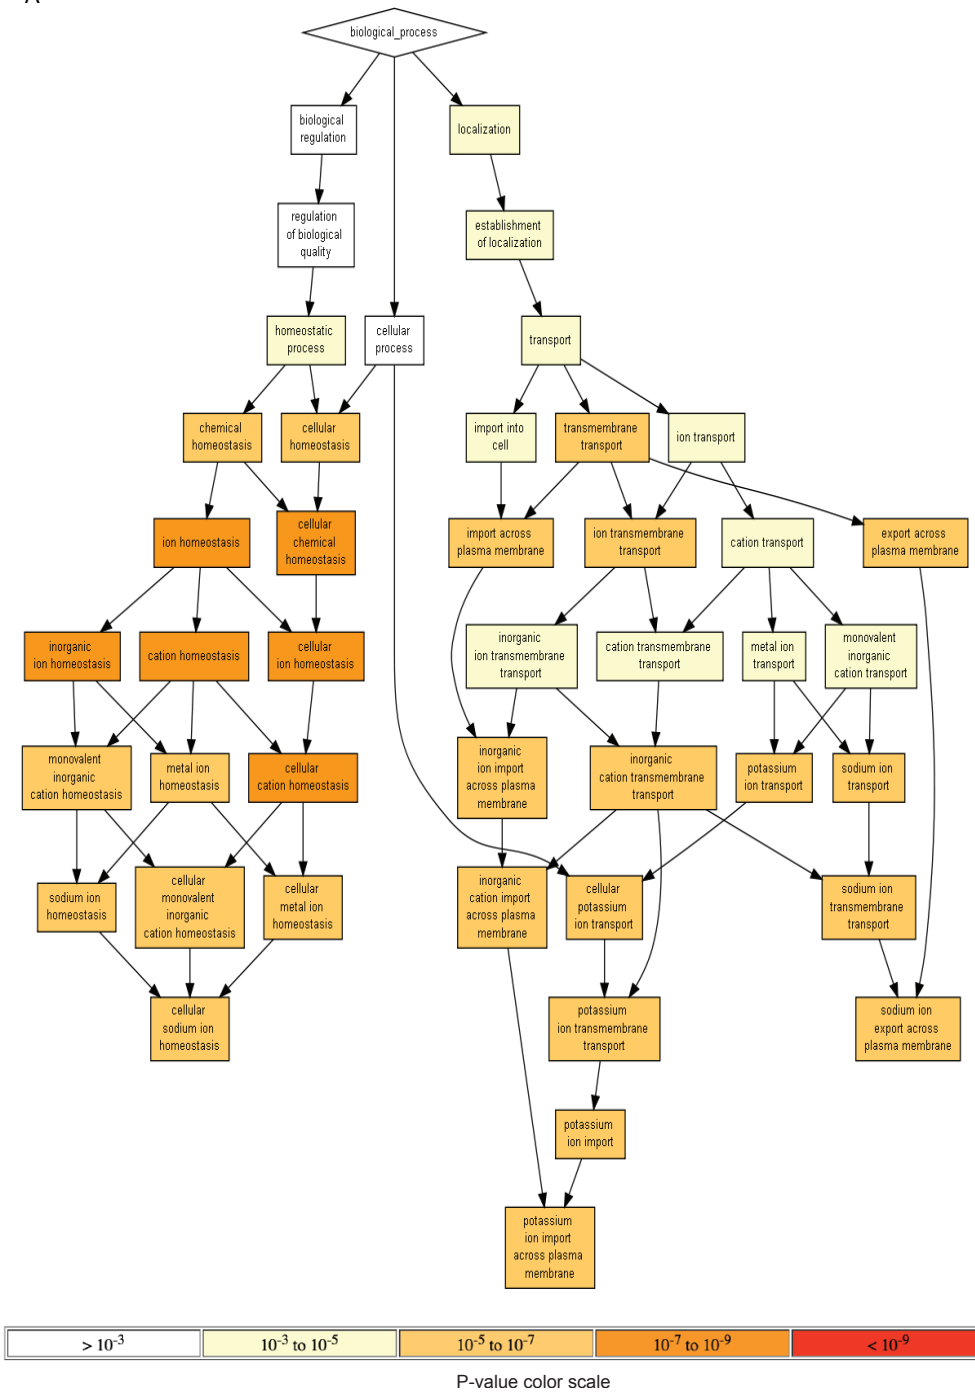 A
biological_process
biological
regulation
localization
regulation
of biological
quality
establishment
of localization
homeostatic
process
cellular
process
transport
chemical
homeostasis
cellular
homeostasis
import into
cell
transmembrane
transport
ion transport
ion homeostasis
cellular
chemical
homeostasis
import across
plasma membrane
ion transmembrane
transport
cation transport
export across
plasma membrane
inorganic
ion homeostasis
cation homeostasis
cellular
ion homeostasis
inorganic
ion transmembrane
transport
cation transmembrane
transport
metal ion
transport
monovalent
inorganic
cation transport
monovalent
inorganic
cation homeostasis
metal ion
homeostasis
cellular
cation homeostasis
inorganic
ion import
across plasma
membrane
inorganic
cation transmembrane
transport
potassium
ion transport
sodium ion
transport
sodium ion
homeostasis
cellular
monovalent
inorganic
cation homeostasis
cellular
metal ion
homeostasis
inorganic
cation import
across plasma
membrane
cellular
potassium
ion transport
sodium ion
transmembrane
transport
cellular
sodium ion
homeostasis
potassium
ion transmembrane
transport
sodium ion
export across
plasma membrane
potassium
ion import
potassium
ion import
across plasma
membrane
> 10^-3 10^-3 to 10^-5 10^-5 to 10^-7 10^-7 to 10^-9 < 10^-9
P-value color scale